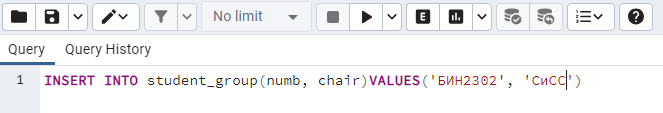 No limit
E
Query Query History
1 INSERT INTO student_group(numb, chair)VALUES('БИН2302', 'СиСС')